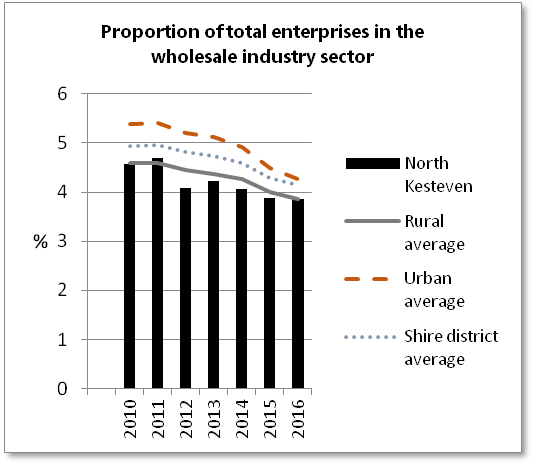 Proportion of total enterprises in the
wholesale industry sector
6
5
4
3
2
1
0
%
2010
2011
2012
2013
2014
2015
2016
North
Kesteven
Rural
average
Urban
average
Shire district
average